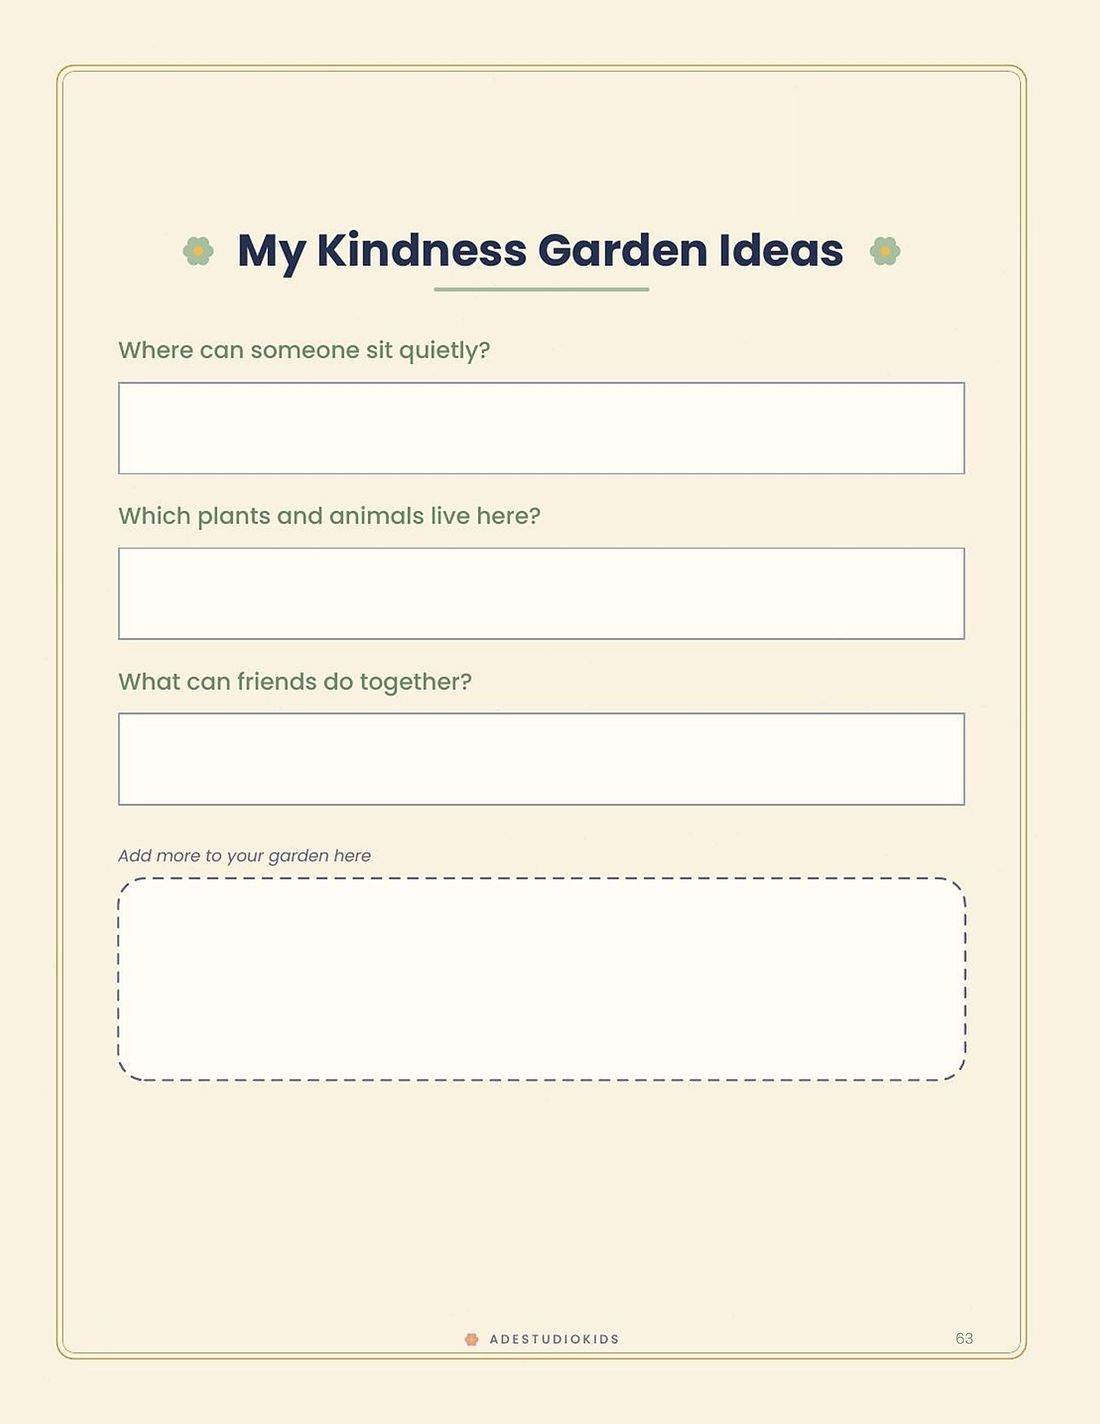 My Kindness Garden Ideas
Where can someone sit quietly?
Which plants and animals live here?
What can friends do together?
Add more to your garden here
ADESTUDIOKIDS
63